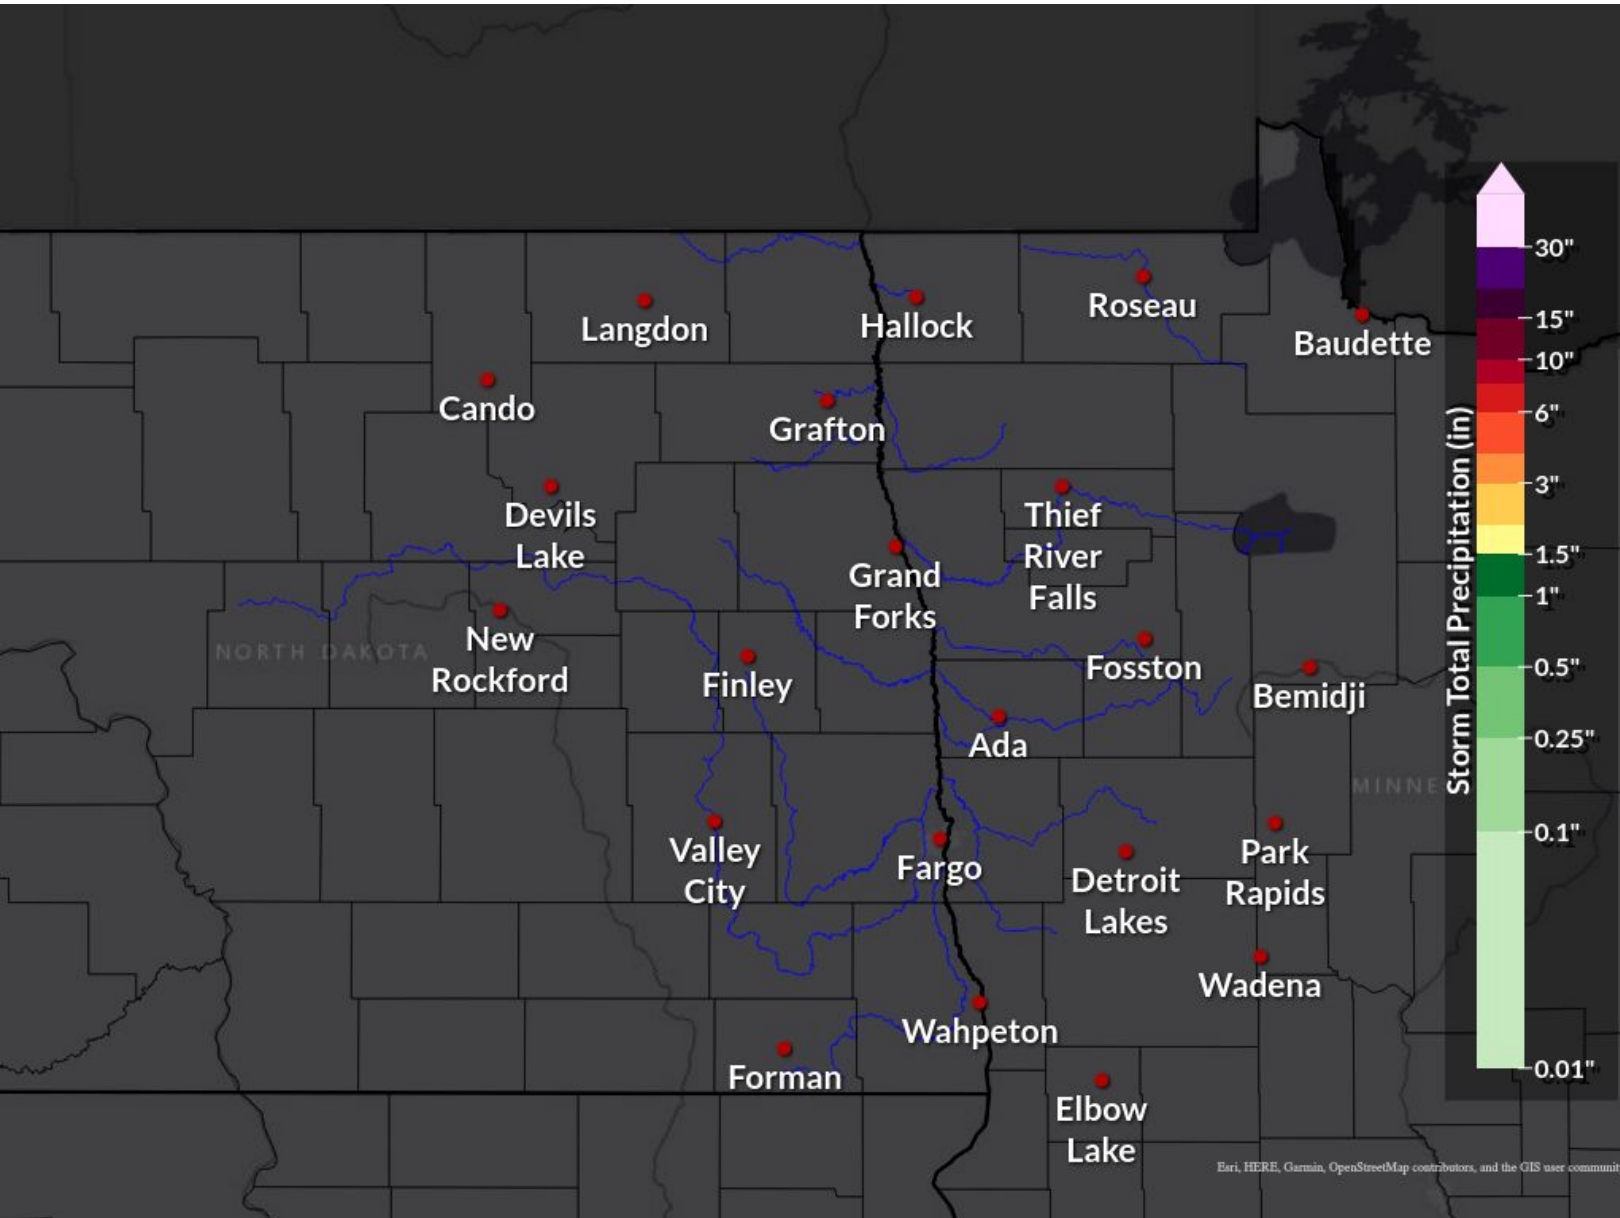 Langdon
Hallock
Roseau
Baudette
Cando
Grafton
Devils
Lake
Thief
River
Falls
Grand
Forks
New
Rockford
NORTH DAKOTA
Finley
Fosston
Bemidji
Ada
MINNE
Valley
City
Fargo
Detroit
Lakes
Park
Rapids
Wadena
Wahpeton
Forman
Elbow
Lake
Storm Total Precipitation (in)
30"
15"
10"
6"
3"
1.5"
1"
0.5"
0.25"
0.1"
0.01"
Esri, HERE, Garmin, OpenStreetMap contributors, and the GIS user communit